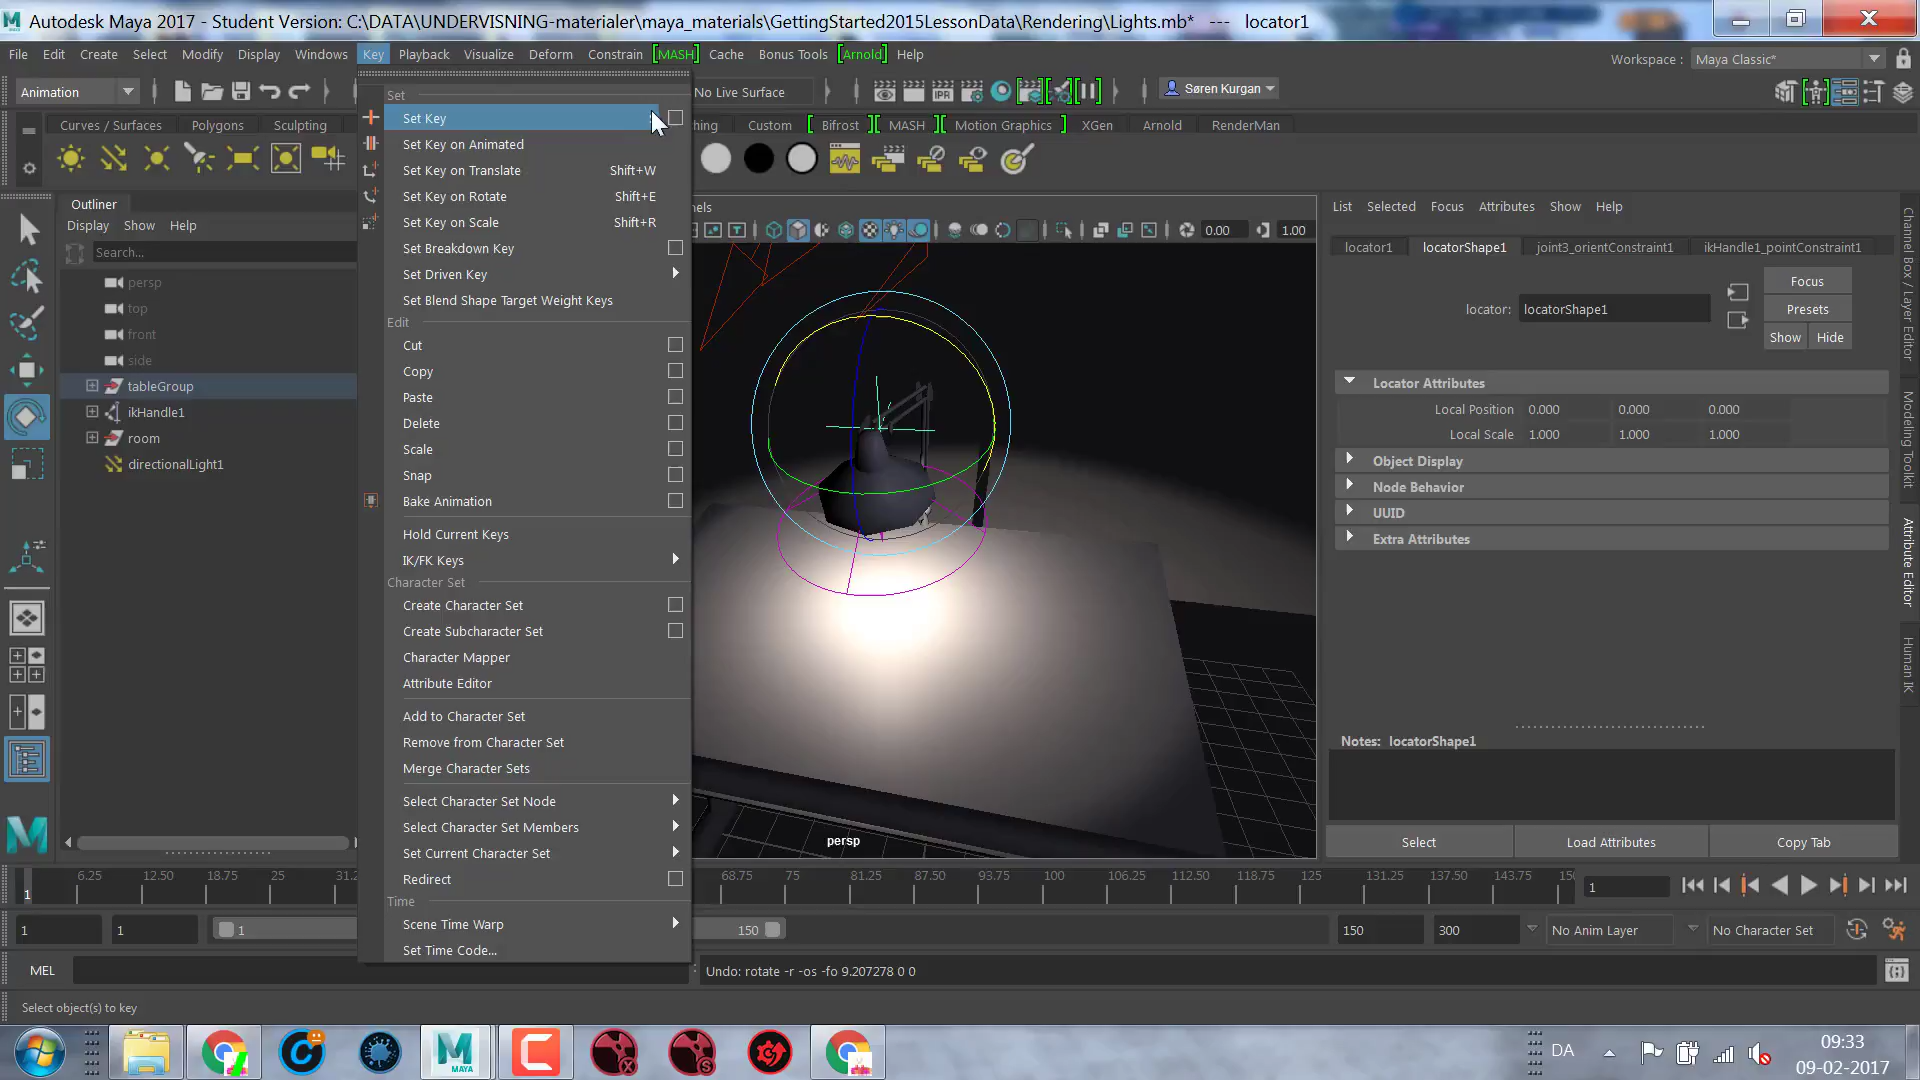 Autodesk Maya 2017 - Student Version: C:\DATA\UNDERVISNING-materialer\maya_materials\GettingStarted2015LessonData\Rendering\Lights.mb* --- locator1
File Edit Create Select Modify Display Windows Key Playback Visualize Deform Constrain [MASH] Cache Bonus Tools [Arnold] Help
Workspace : Maya Classic*
Animation
No Live Surface
IPR
Søren Kurgan
Curves / Surfaces Polygons Sculpting
Custom Bifrost MASH Motion Graphics XGen Arnold RenderMan
Outliner
Display Show Help
Search...
persp
top
front
side
tableGroup
ikHandle1
room
directionalLight1
Set
Set Key
Set Key on Animated
Set Key on Translate Shift+W
Set Key on Rotate Shift+E
Set Key on Scale Shift+R
Set Breakdown Key
Set Driven Key
Set Blend Shape Target Weight Keys
Edit
Cut
Copy
Paste
Delete
Scale
Snap
Bake Animation
Hold Current Keys
IK/FK Keys
Character Set
Create Character Set
Create Subcharacter Set
Character Mapper
Attribute Editor
Add to Character Set
Remove from Character Set
Merge Character Sets
Select Character Set Node
Select Character Set Members
Set Current Character Set
Redirect
Time
Scene Time Warp
Set Time Code...
0.00 1.00
persp
List Selected Focus Attributes Show Help
locator1 locatorShape1 joint3_orientConstraint1 ikHandle1_pointConstraint1
locator: locatorShape1
Focus
Presets
Show Hide
Locator Attributes
Local Position 0.000 0.000 0.000
Local Scale 1.000 1.000 1.000
Object Display
Node Behavior
UUID
Extra Attributes
Notes: locatorShape1
Select Load Attributes Copy Tab
Channel Box / Layer Editor
Modeling Toolkit
Attribute Editor
Human IK
1 6.25 12.50 18.75 25 31.2 68.75 75 81.25 87.50 93.75 100 106.25 112.50 118.75 125 131.25 137.50 143.75 15
1
1 1 1 150 150 300 No Anim Layer No Character Set
MEL
Undo: rotate -r -os -fo 9.207278 0 0
Select object(s) to key
MAYA
DA
09:33
09-02-2017